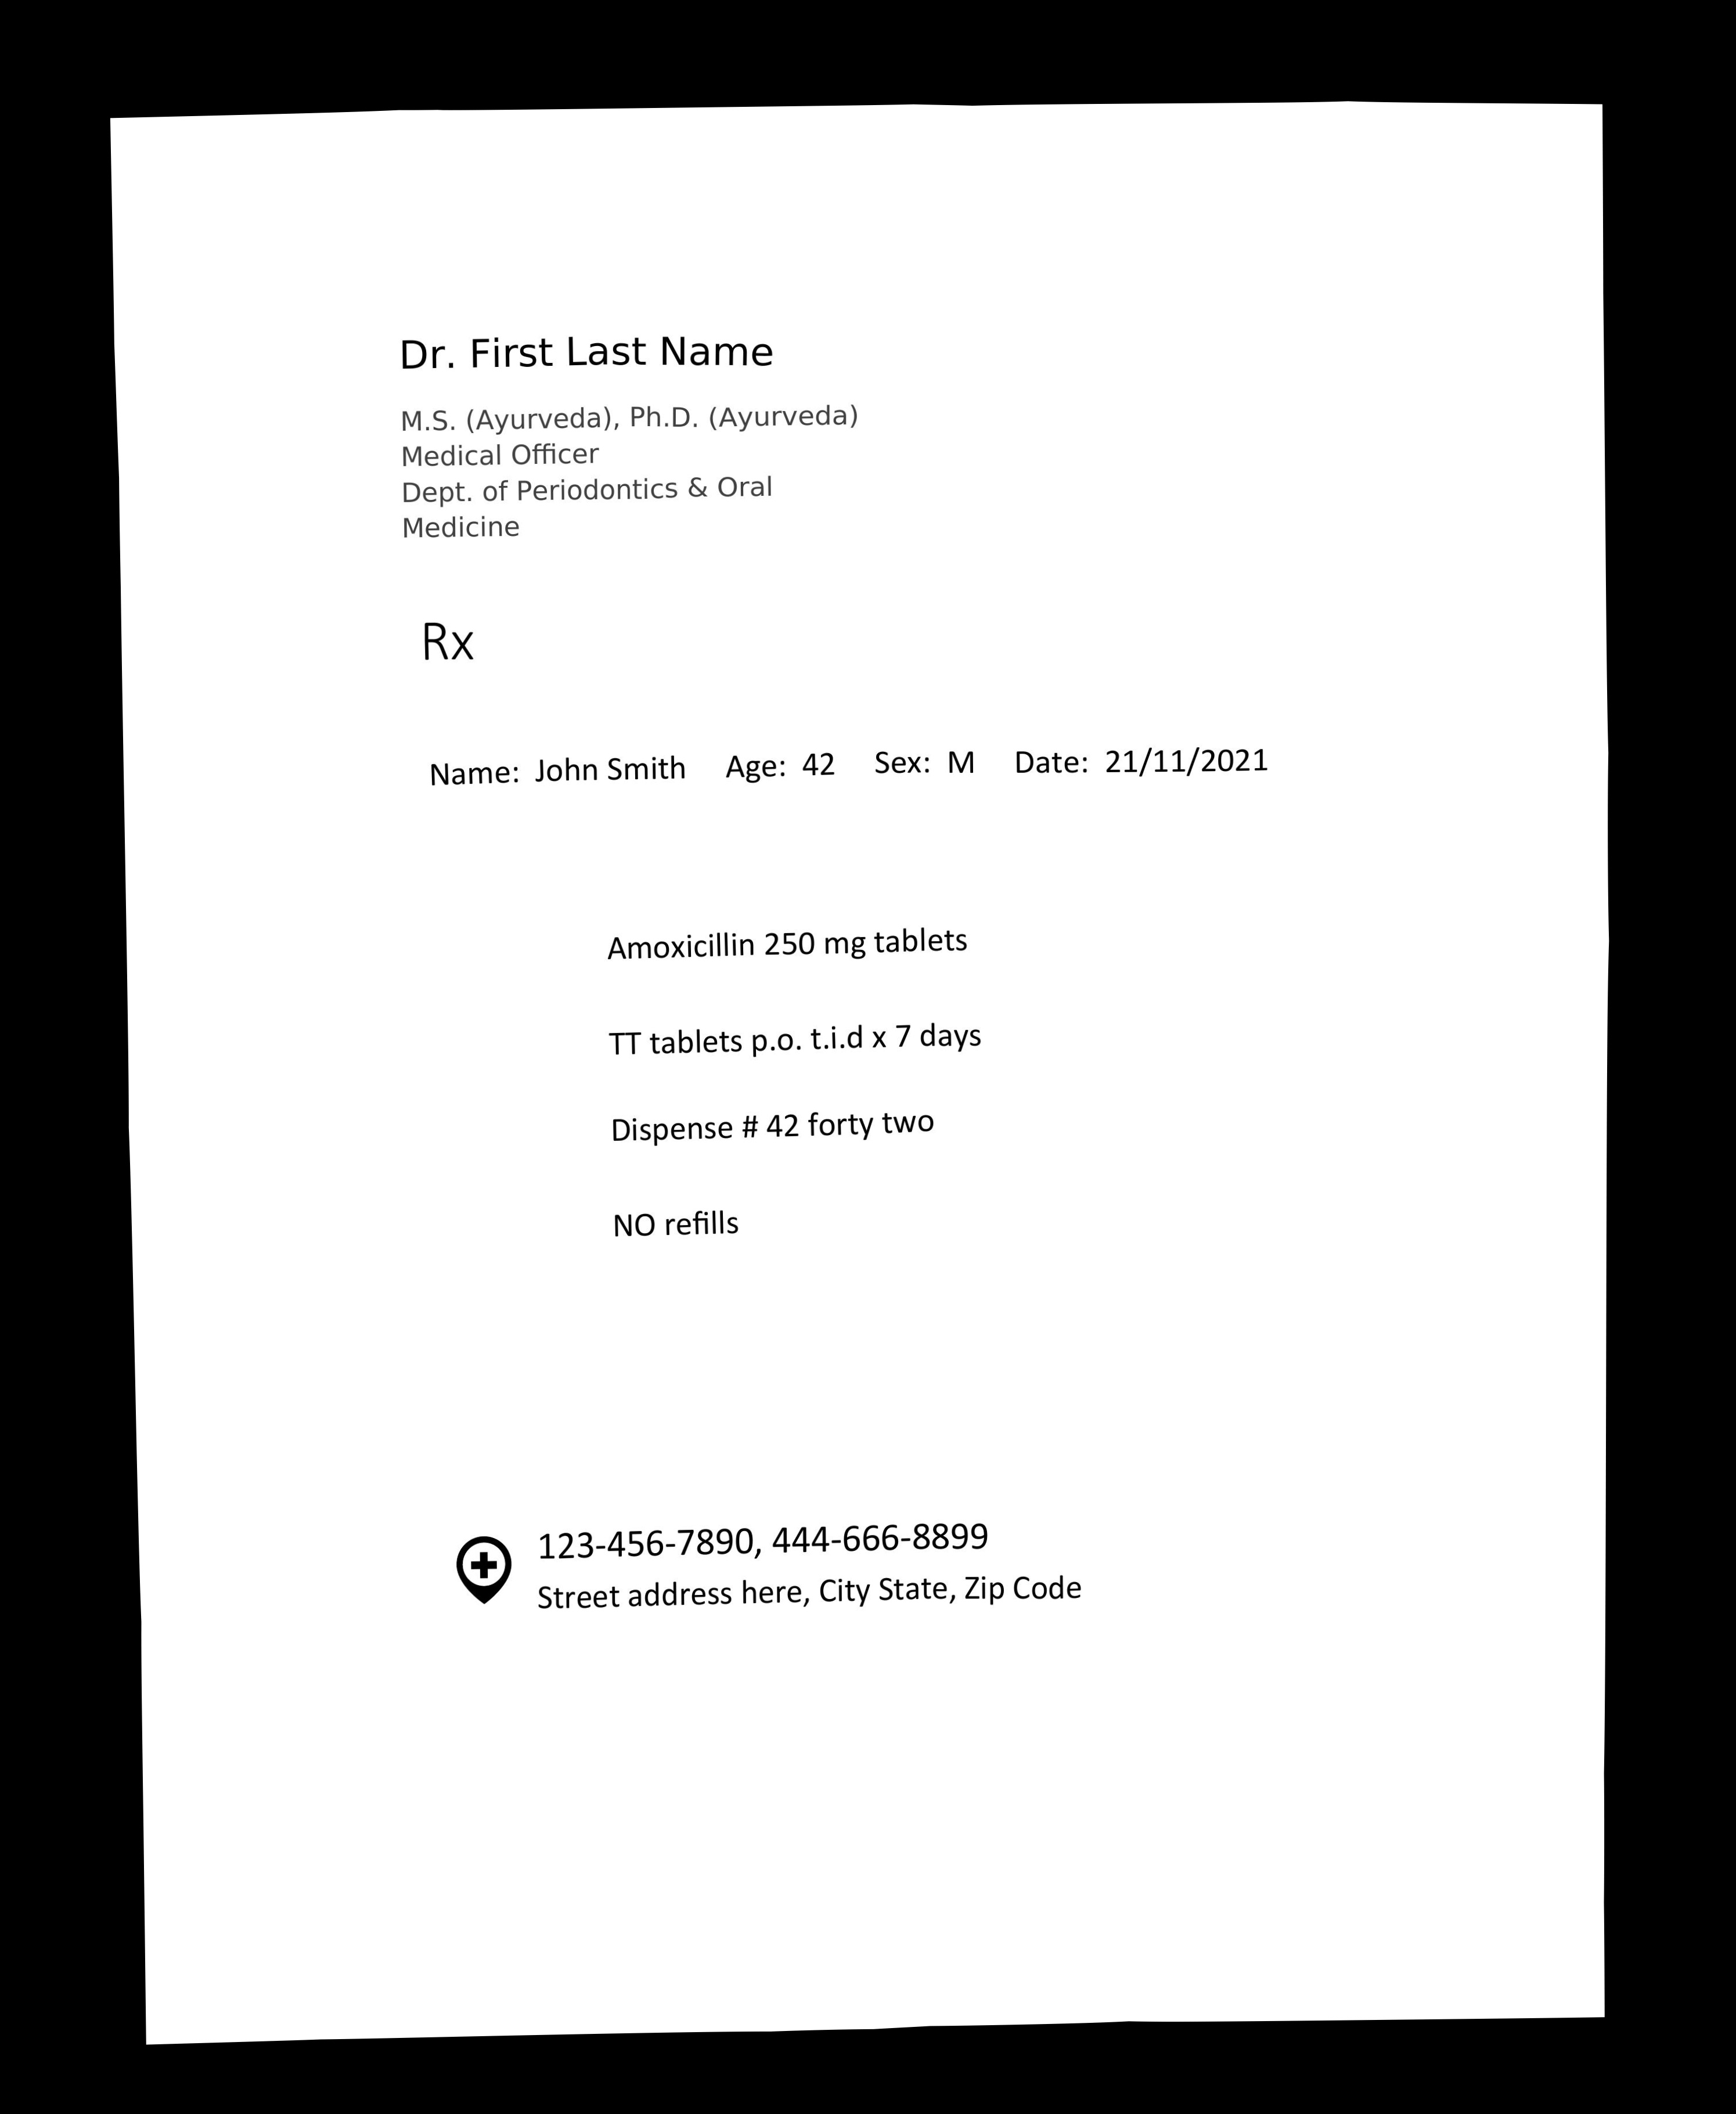 Dr. First Last Name
M.S. (Ayurveda), Ph.D. (Ayurveda)
Medical Officer
Dept. of Periodontics & Oral
Medicine
Rx
Name: John Smith Age: 42 Sex: M Date: 21/11/2021
Amoxicillin 250 mg tablets
TT tablets p.o. t.i.d x 7 days
Dispense # 42 forty two
NO refills
123-456-7890, 444-666-8899
Street address here, City State, Zip Code